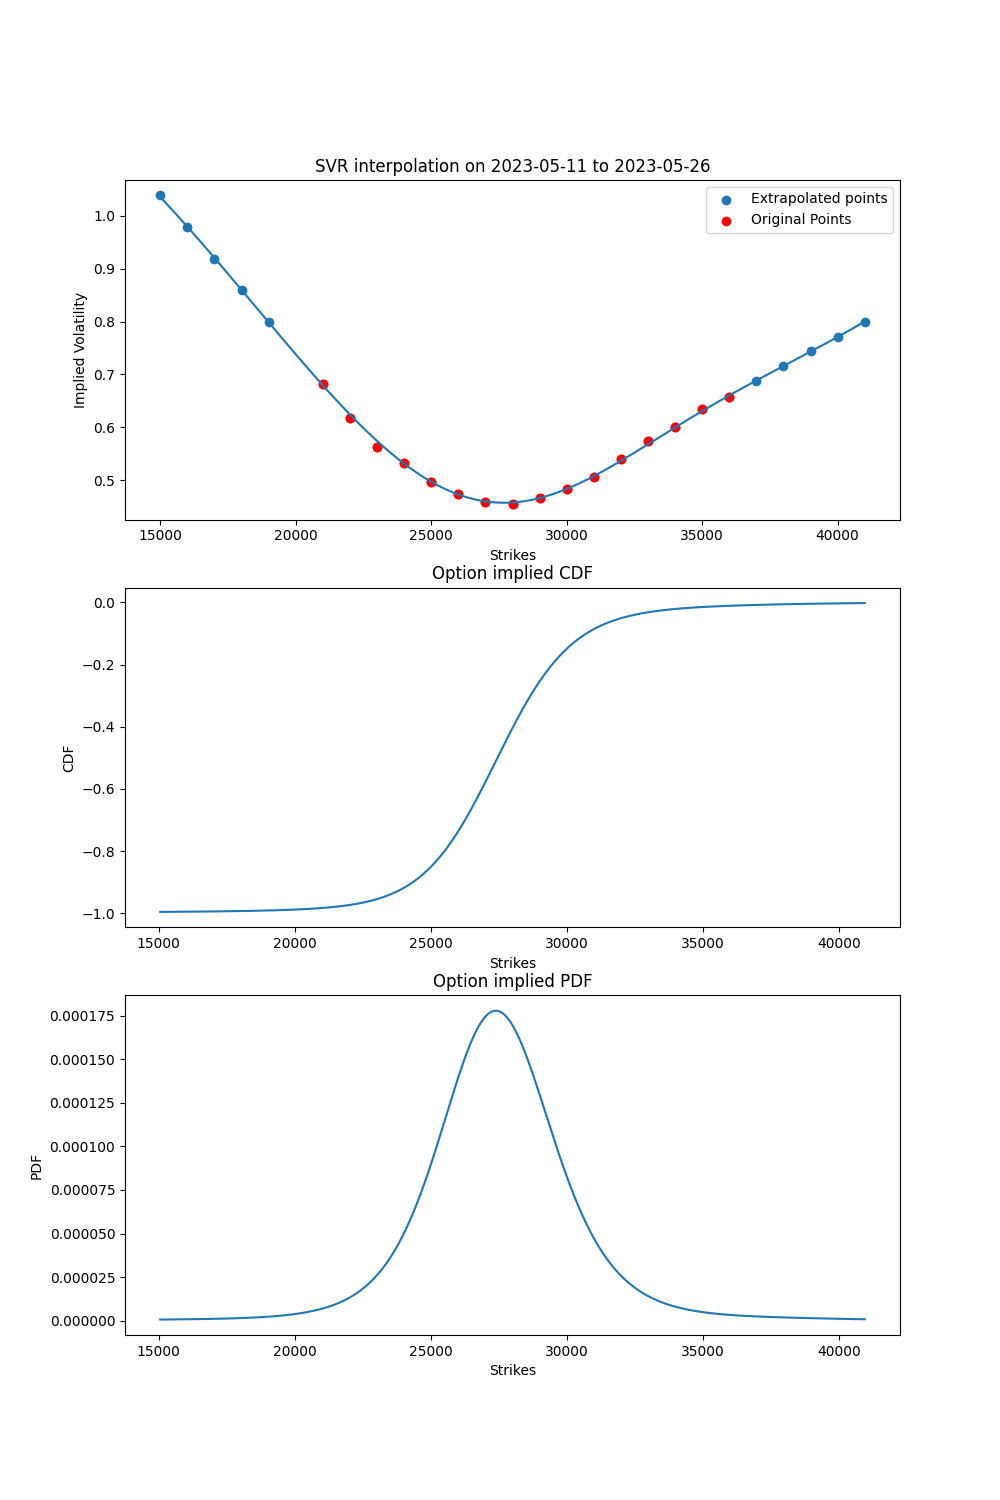 SVR interpolation on 2023-05-11 to 2023-05-26
Extrapolated points
Original Points
1.0
0.9
0.8
0.7
0.6
0.5
Implied Volatility
15000 20000 25000 30000 35000 40000
Strikes
Option implied CDF
0.0
−0.2
−0.4
−0.6
−0.8
−1.0
CDF
15000 20000 25000 30000 35000 40000
Strikes
Option implied PDF
0.000175
0.000150
0.000125
0.000100
0.000075
0.000050
0.000025
0.000000
PDF
15000 20000 25000 30000 35000 40000
Strikes